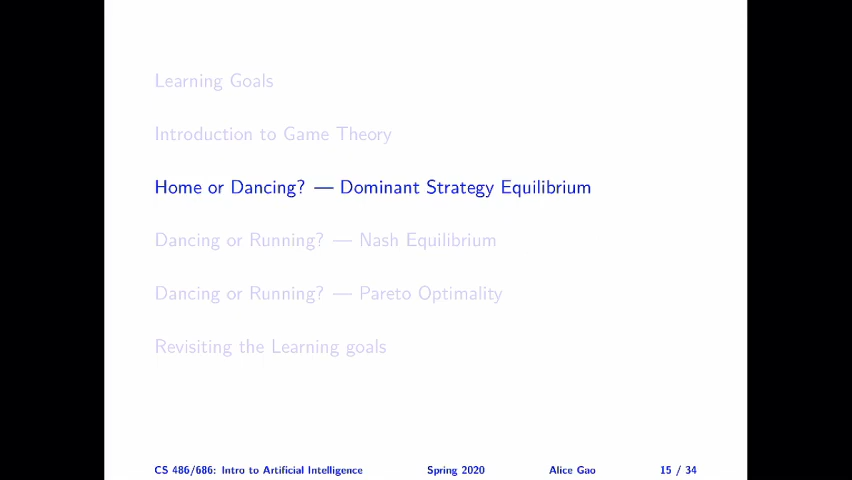 Learning Goals
Introduction to Game Theory
Home or Dancing? — Dominant Strategy Equilibrium
Dancing or Running? — Nash Equilibrium
Dancing or Running? — Pareto Optimality
Revisiting the Learning goals
CS 486/686: Intro to Artificial Intelligence Spring 2020 Alice Gao 15 / 34